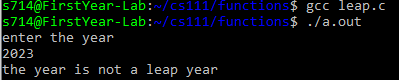 s714@FirstYear-Lab:~/cs111/functions$ gcc leap.c
s714@FirstYear-Lab:~/cs111/functions$ ./a.out
enter the year
2023
the year is not a leap year